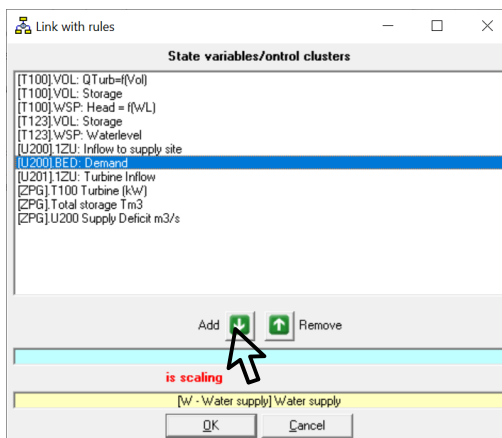 Link with rules
State variables/ontrol clusters
[T100].VOL: QTurb=f(Vol)
[T100].VOL: Storage
[T100].WSP: Head = f(WL)
[T123].VOL: Storage
[T123].WSP: Waterlevel
[U200].1ZU: Inflow to supply site
[U200].BED: Demand
[U201].1ZU: Turbine Inflow
[ZPG].T100 Turbine (kW)
[ZPG].Total storage Tm3
[ZPG].U200 Supply Deficit m3/s
Add Remove
is scaling
[W - Water supply] Water supply
OK Cancel